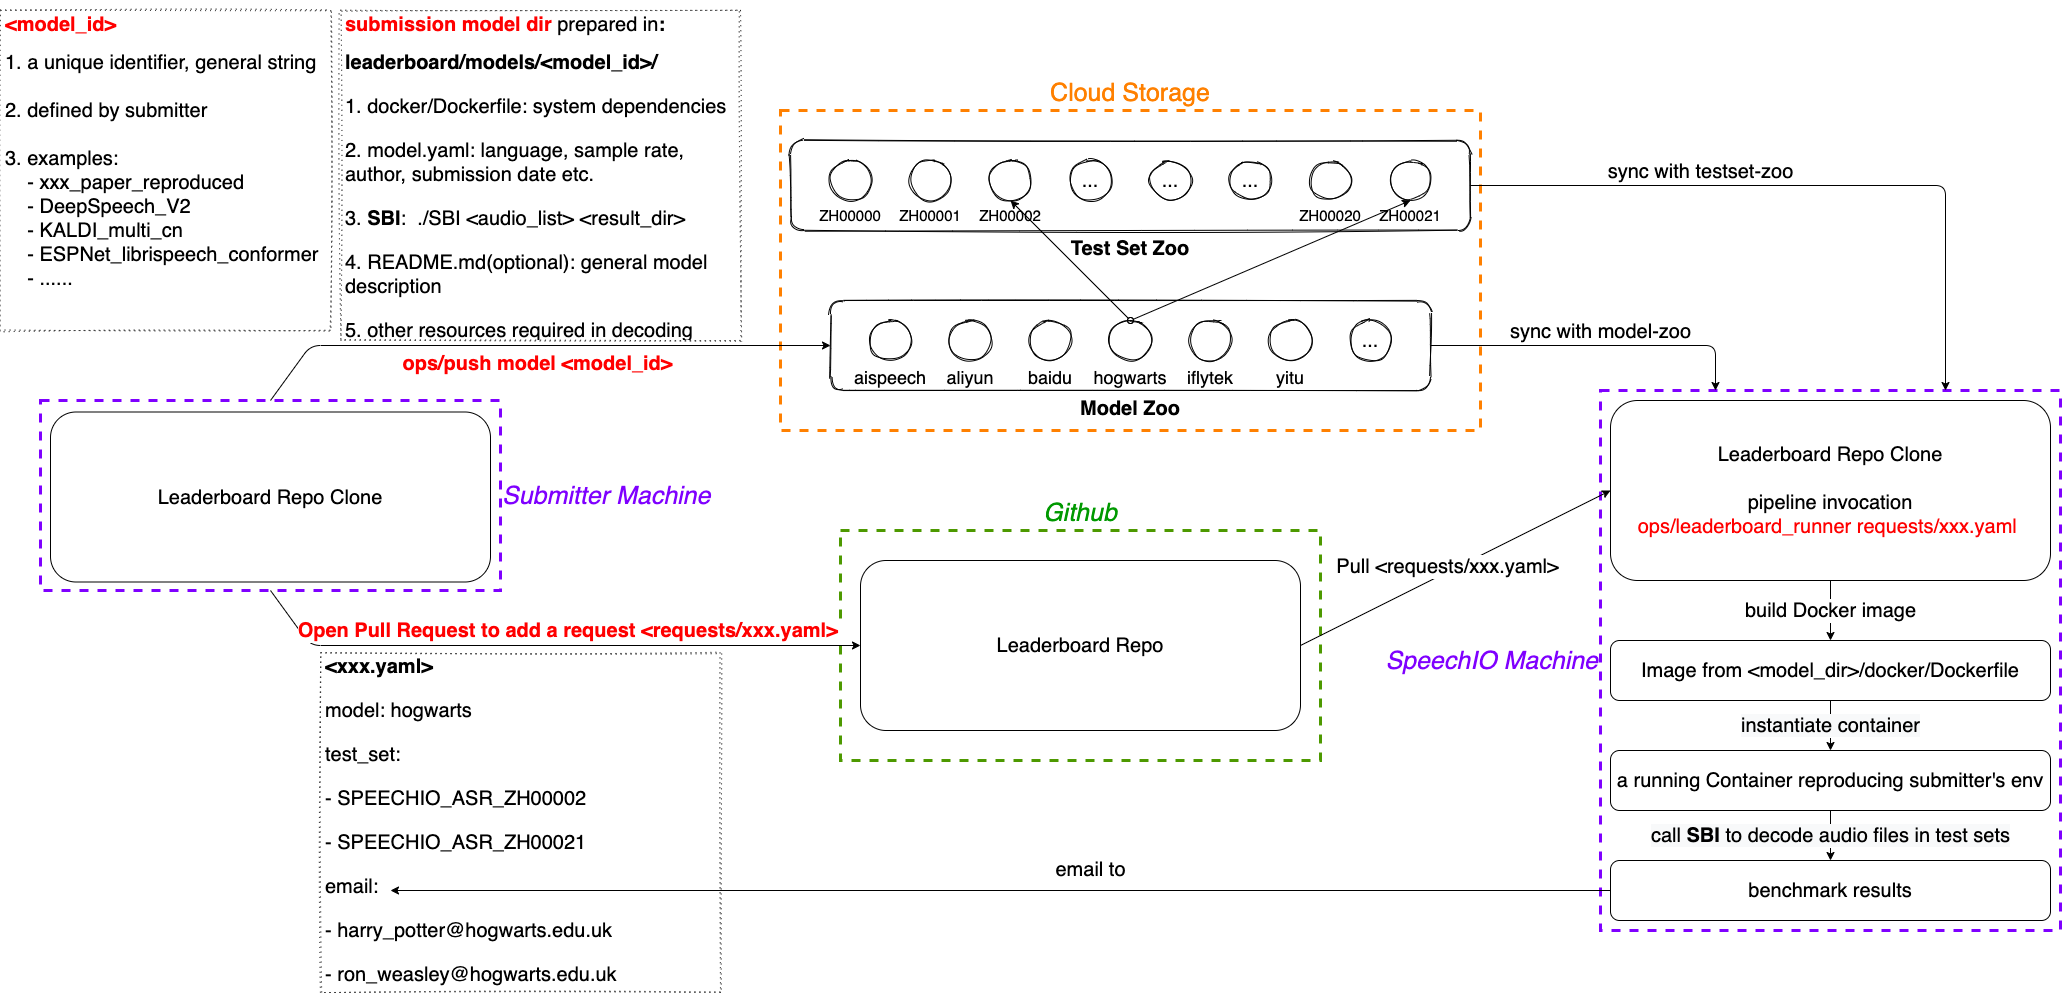 <model_id>
1. a unique identifier, general string
2. defined by submitter
3. examples:
- xxx_paper_reproduced
- DeepSpeech_V2
- KALDI_multi_cn
- ESPNet_librispeech_conformer
- ......
submission model dir prepared in:
leaderboard/models/<model_id>/
1. docker/Dockerfile: system dependencies
2. model.yaml: language, sample rate,
author, submission date etc.
3. SBI: ./SBI <audio_list> <result_dir>
4. README.md(optional): general model
description
5. other resources required in decoding
ops/push model <model_id>
Cloud Storage
... ... ...
ZH00000 ZH00001 ZH00002 ZH00020 ZH00021
Test Set Zoo
...
aispeech aliyun baidu hogwarts iflytek yitu
Model Zoo
sync with testset-zoo
sync with model-zoo
Leaderboard Repo Clone
Submitter Machine
Github
Leaderboard Repo
Open Pull Request to add a request <requests/xxx.yaml>
<xxx.yaml>
model: hogwarts
test_set:
- SPEECHIO_ASR_ZH00002
- SPEECHIO_ASR_ZH00021
email:
- harry_potter@hogwarts.edu.uk
- ron_weasley@hogwarts.edu.uk
Pull <requests/xxx.yaml>
Leaderboard Repo Clone
pipeline invocation
ops/leaderboard_runner requests/xxx.yaml
build Docker image
SpeechIO Machine
Image from <model_dir>/docker/Dockerfile
instantiate container
a running Container reproducing submitter's env
call SBI to decode audio files in test sets
benchmark results
email to